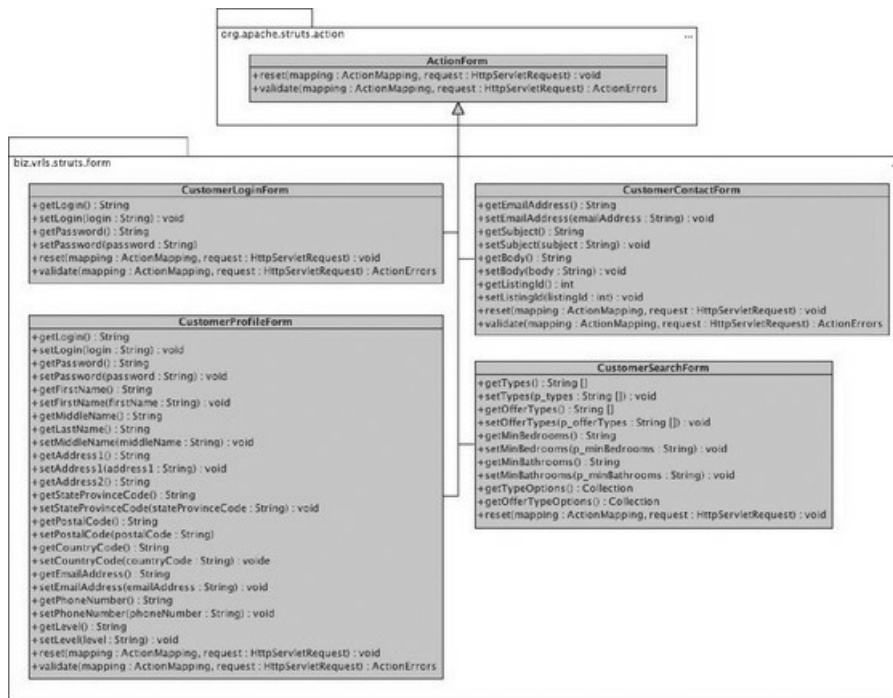 org.apache.struts.action
...
ActionForm
+reset(mapping : ActionMapping, request : HttpServletRequest) : void
+validate(mapping : ActionMapping, request : HttpServletRequest) : ActionErrors
biz.vrls.struts.form
CustomerLoginForm
+getLogin() : String
+setLogin(login : String) : void
+getPassword() : String
+setPassword(password : String)
+reset(mapping : ActionMapping, request : HttpServletRequest) : void
+validate(mapping : ActionMapping, request : HttpServletRequest) : ActionErrors
CustomerContactForm
+getEmailAddress() : String
+setEmailAddress(emailAddress : String) : void
+getSubject() : String
+setSubject(subject : String) : void
+getBody() : String
+setBody(body : String) : void
+getListingId() : int
+setListingId(listingId : int) : void
+reset(mapping : ActionMapping, request : HttpServletRequest) : void
+validate(mapping : ActionMapping, request : HttpServletRequest) : ActionErrors
CustomerProfileForm
+getLogin() : String
+setLogin(login : String) : void
+getPassword() : String
+setPassword(password : String) : void
+getFirstName() : String
+setFirstName(firstName : String) : void
+getMiddleName() : String
+getLastName() : String
+setMiddleName(middleName : String) : void
+getAddress1() : String
+setAddress1(address1 : String) : void
+getAddress2() : String
+getStateProvinceCode() : String
+setStateProvinceCode(stateProvinceCode : String) : void
+getPostalCode() : String
+setPostalCode(postalCode : String)
+getCountryCode() : String
+setCountryCode(countryCode : String) : voide
+getEmailAddress() : String
+setEmailAddress(emailAddress : String) : void
+getPhoneNumber() : String
+setPhoneNumber(phoneNumber : String) : void
+getLevel() : String
+setLevel(level : String) : void
+reset(mapping : ActionMapping, request : HttpServletRequest) : void
+validate(mapping : ActionMapping, request : HttpServletRequest) : ActionErrors
CustomerSearchForm
+getTypes() : String []
+setTypes(p_types : String []) : void
+getOfferTypes() : String []
+setOfferTypes(p_offerTypes : String []) : void
+getMinBedrooms() : String
+setMinBedrooms(p_minBedrooms : String) : void
+getMinBathrooms() : String
+setMinBathrooms(p_minBathrooms : String) : void
+getTypeOptions() : Collection
+getOfferTypeOptions() : Collection
+reset(mapping : ActionMapping, request : HttpServletRequest) : void